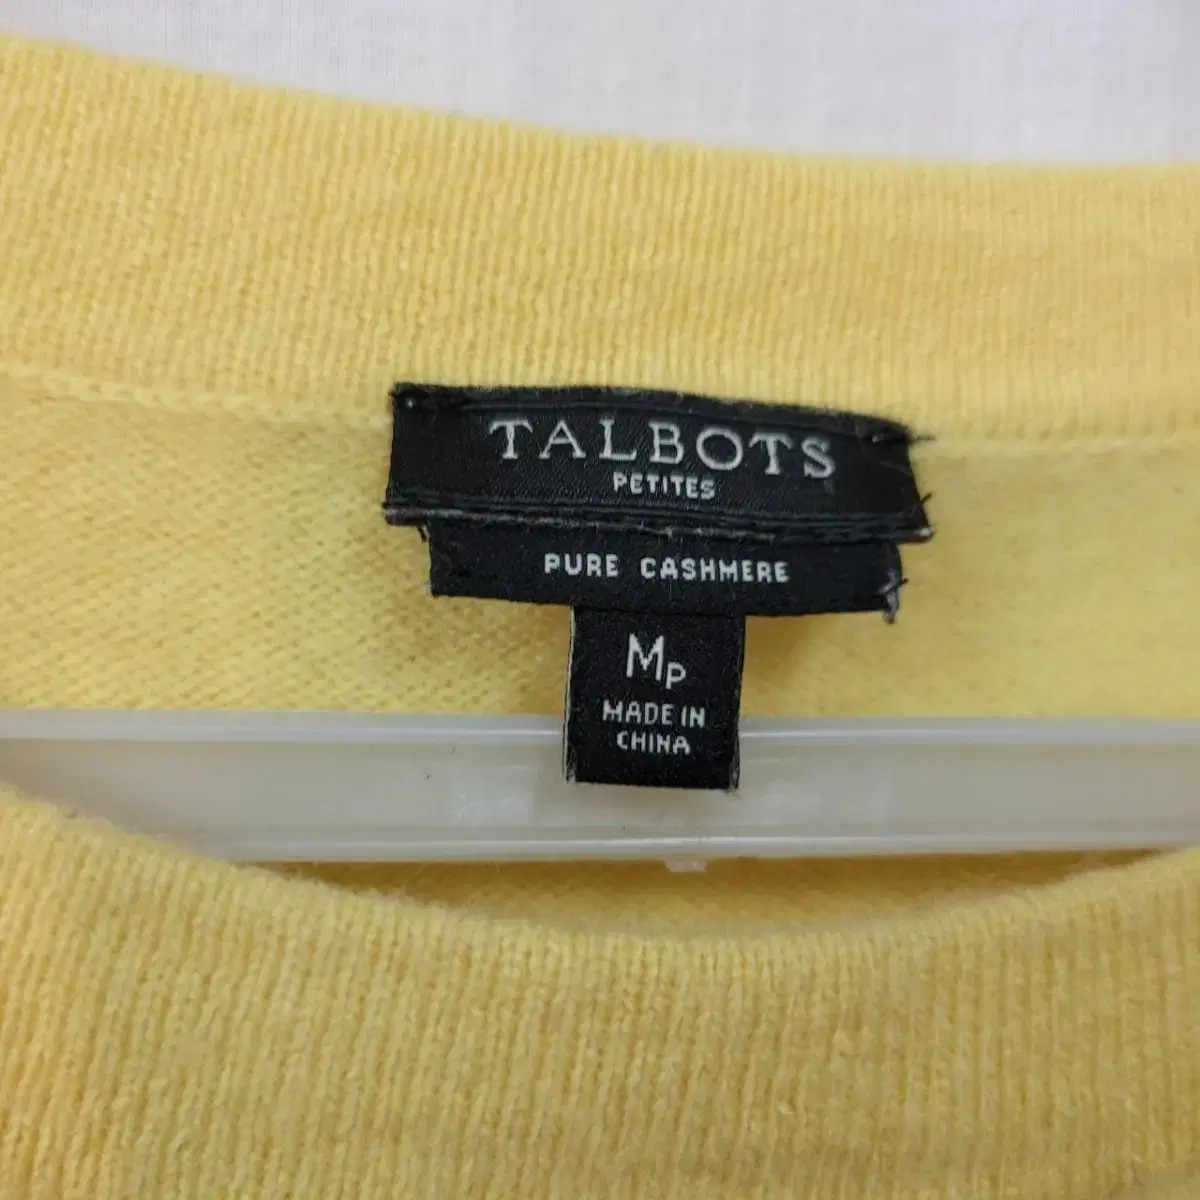 TALBOTS
PETITES
PURE CASHMERE
MP
MADE IN
CHINA